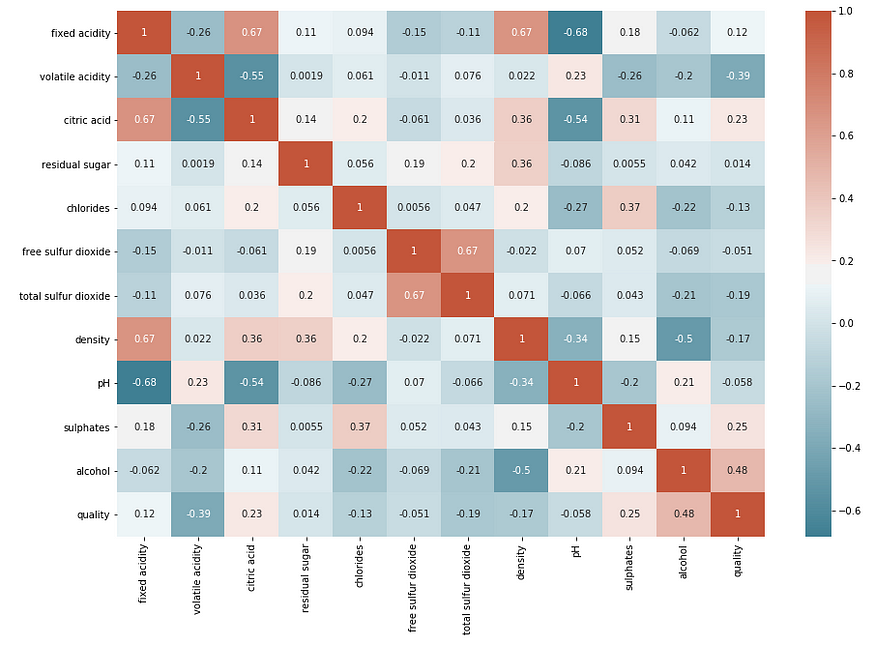 fixed acidity 1 -0.26 0.67 0.11 0.094 -0.15 -0.11 0.67 -0.68 0.18 -0.062 0.12
volatile acidity -0.26 1 -0.55 0.0019 0.061 -0.011 0.076 0.022 0.23 -0.26 -0.2 -0.39
citric acid 0.67 -0.55 1 0.14 0.2 -0.061 0.036 0.36 -0.54 0.31 0.11 0.23
residual sugar 0.11 0.0019 0.14 1 0.056 0.19 0.2 0.36 -0.086 0.0055 0.042 0.014
chlorides 0.094 0.061 0.2 0.056 1 0.0056 0.047 0.2 -0.27 0.37 -0.22 -0.13
free sulfur dioxide -0.15 -0.011 -0.061 0.19 0.0056 1 0.67 -0.022 0.07 0.052 -0.069 -0.051
total sulfur dioxide -0.11 0.076 0.036 0.2 0.047 0.67 1 0.071 -0.066 0.043 -0.21 -0.19
density 0.67 0.022 0.36 0.36 0.2 -0.022 0.071 1 -0.34 0.15 -0.5 -0.17
pH -0.68 0.23 -0.54 -0.086 -0.27 0.07 -0.066 -0.34 1 -0.2 0.21 -0.058
sulphates 0.18 -0.26 0.31 0.0055 0.37 0.052 0.043 0.15 -0.2 1 0.094 0.25
alcohol -0.062 -0.2 0.11 0.042 -0.22 -0.069 -0.21 -0.5 0.21 0.094 1 0.48
quality 0.12 -0.39 0.23 0.014 -0.13 -0.051 -0.19 -0.17 -0.058 0.25 0.48 1
fixed acidity
volatile acidity
citric acid
residual sugar
chlorides
free sulfur dioxide
total sulfur dioxide
density
pH
sulphates
alcohol
quality
1.0
0.8
0.6
0.4
0.2
0.0
−0.2
−0.4
−0.6